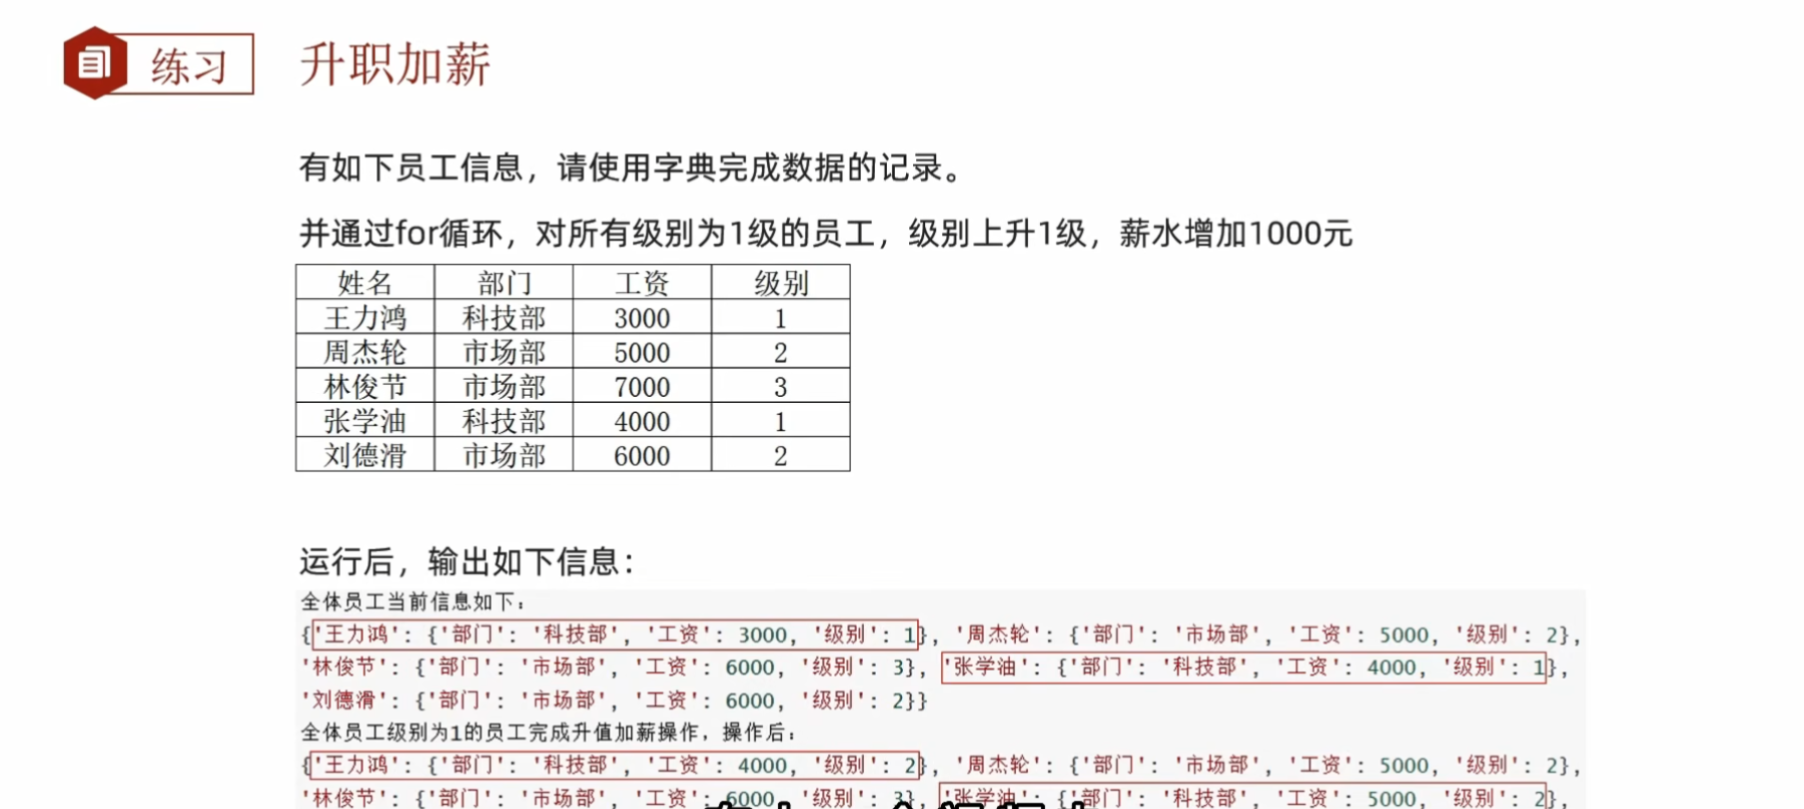 练习
升职加薪
有如下员工信息，请使用字典完成数据的记录。
并通过for循环，对所有级别为1级的员工，级别上升1级，薪水增加1000元
姓名 部门 工资 级别
王力鸿 科技部 3000 1
周杰轮 市场部 5000 2
林俊节 市场部 7000 3
张学油 科技部 4000 1
刘德滑 市场部 6000 2
运行后，输出如下信息：
全体员工当前信息如下：
{'王力鸿': {'部门': '科技部', '工资': 3000, '级别': 1}, '周杰轮': {'部门': '市场部', '工资': 5000, '级别': 2},
'林俊节': {'部门': '市场部', '工资': 6000, '级别': 3}, '张学油': {'部门': '科技部', '工资': 4000, '级别': 1},
'刘德滑': {'部门': '市场部', '工资': 6000, '级别': 2}}
全体员工级别为1的员工完成升值加薪操作，操作后：
{'王力鸿': {'部门': '科技部', '工资': 4000, '级别': 2}, '周杰轮': {'部门': '市场部', '工资': 5000, '级别': 2},
'林俊节': {'部门': '市场部', '工资': 6000, '级别': 3}, '张学油': {'部门': '科技部', '工资': 5000, '级别': 2},